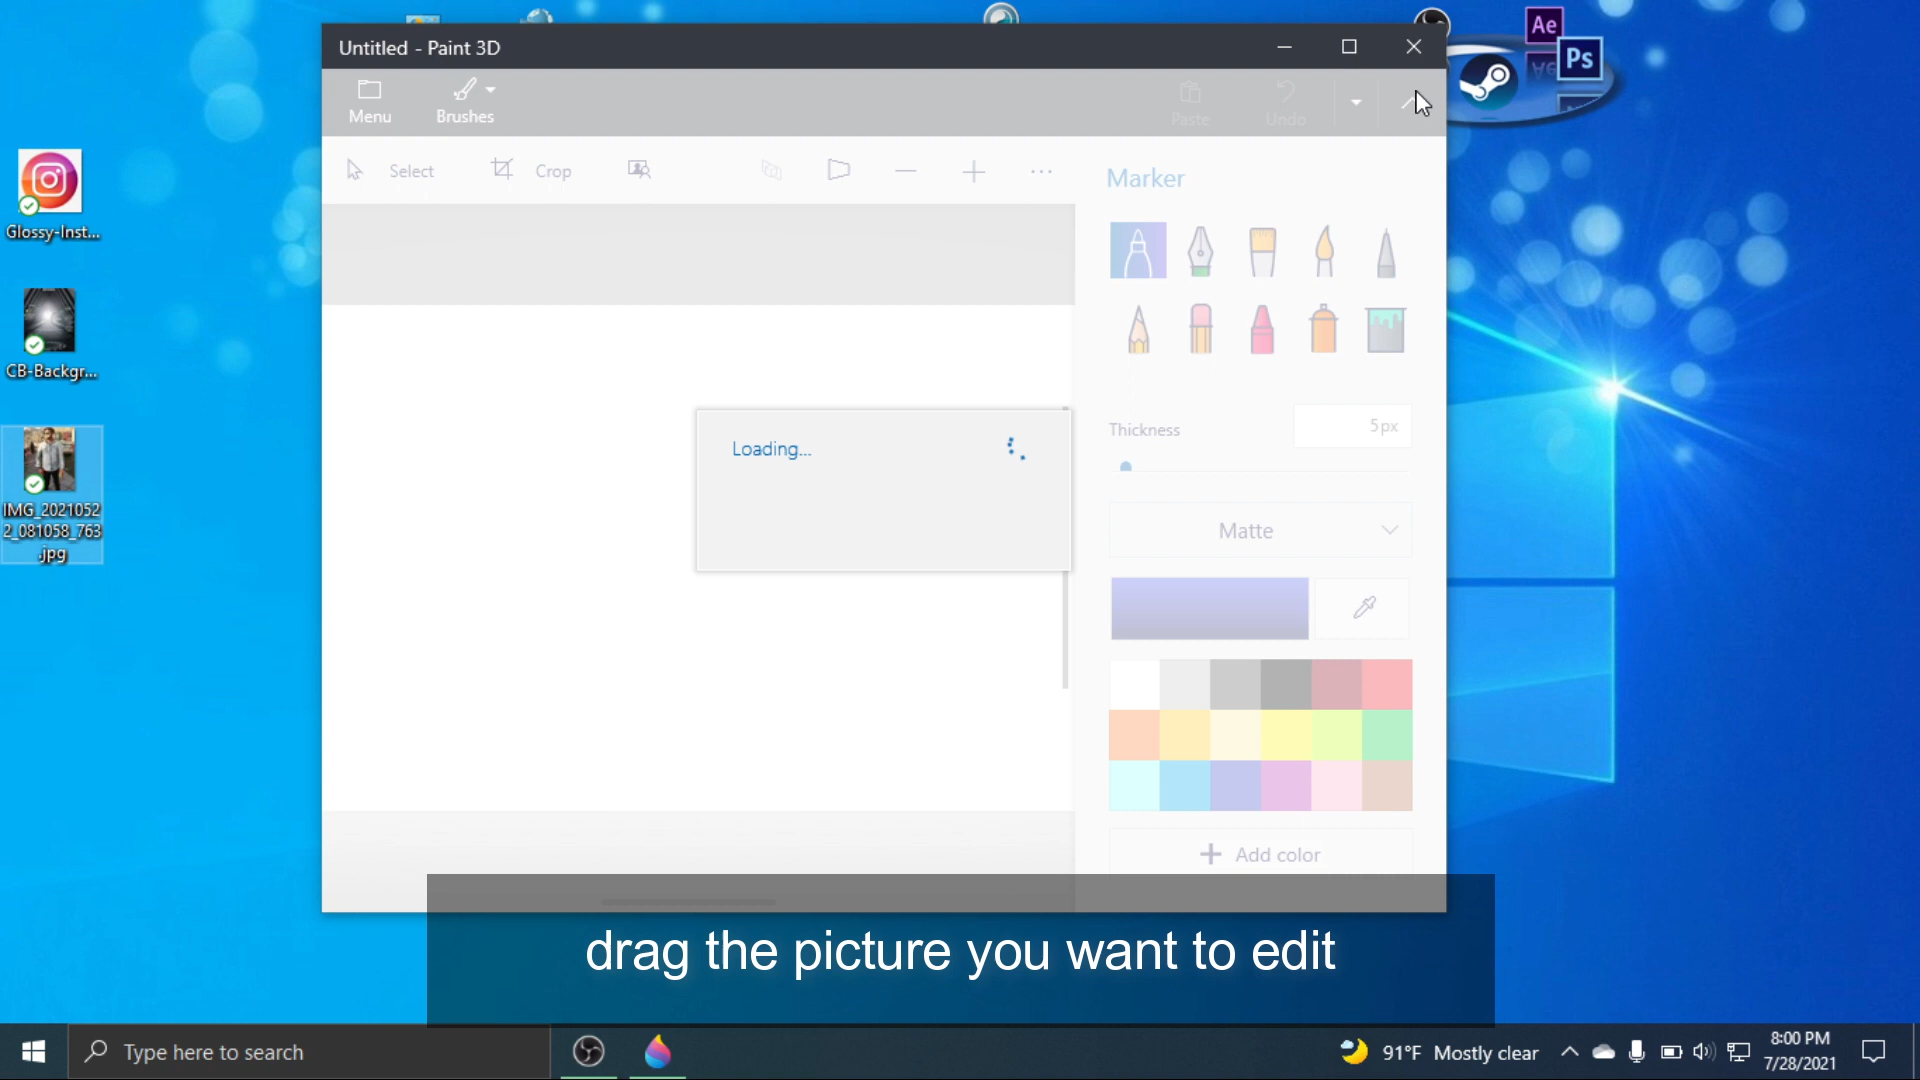 Untitled - Paint 3D
Menu
Brushes
Paste
Undo
Select
Crop
Marker
Thickness
5px
Matte
Add color
Loading...
Glossy-Inst...
CB-Backgr...
IMG_2021052
2_081058_763
.jpg
Ae
Ps
drag the picture you want to edit
Type here to search
91°F Mostly clear
8:00 PM
7/28/2021